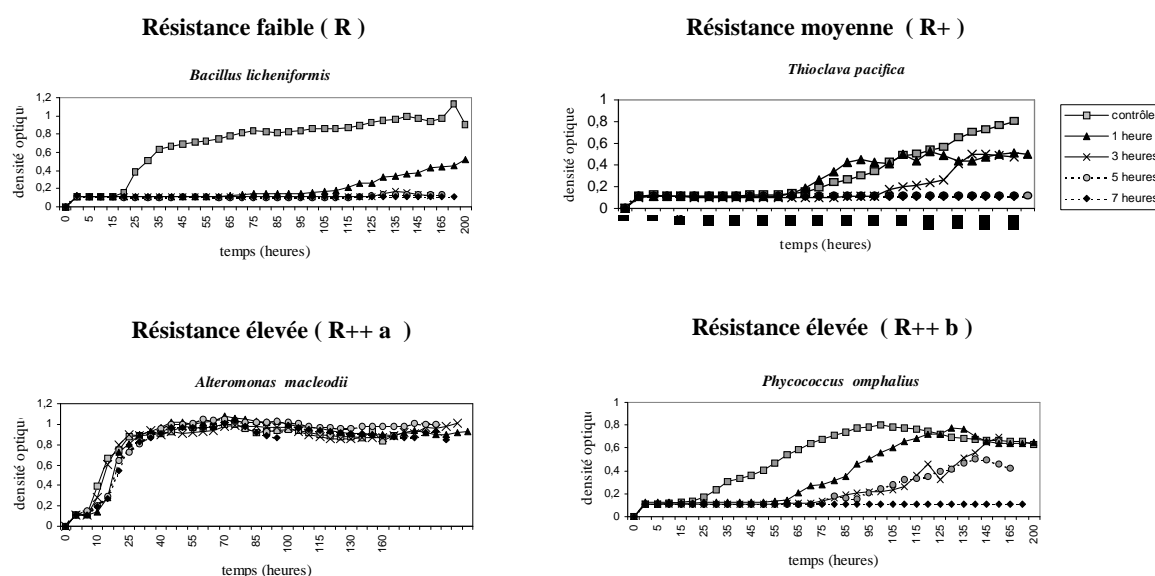 Résistance faible ( R )
Bacillus licheniformis
densité optiqu
1,2
1
0,8
0,6
0,4
0,2
0
0 5 15 25 35 45 55 65 75 85 95 105 115 120 130 140 165 200
temps (heures)
Résistance moyenne ( R+ )
Thioclava pacifica
densité optique
1
0,8
0,6
0,4
0,2
0
temps (heures)
contrôle
1 heure
3 heures
5 heures
7 heures
Résistance élevée ( R++ a )
Alteromonas macleodii
densité optiqu
1,2
1
0,8
0,6
0,4
0,2
0
0 10 25 40 55 70 85 100 115 130 145 160
temps (heures)
Résistance élevée ( R++ b )
Phycococcus omphalius
densité optique
1
0,8
0,6
0,4
0,2
0
0 5 15 25 35 45 55 65 75 85 95 105 115 125 135 145 165 200
temps (heures)